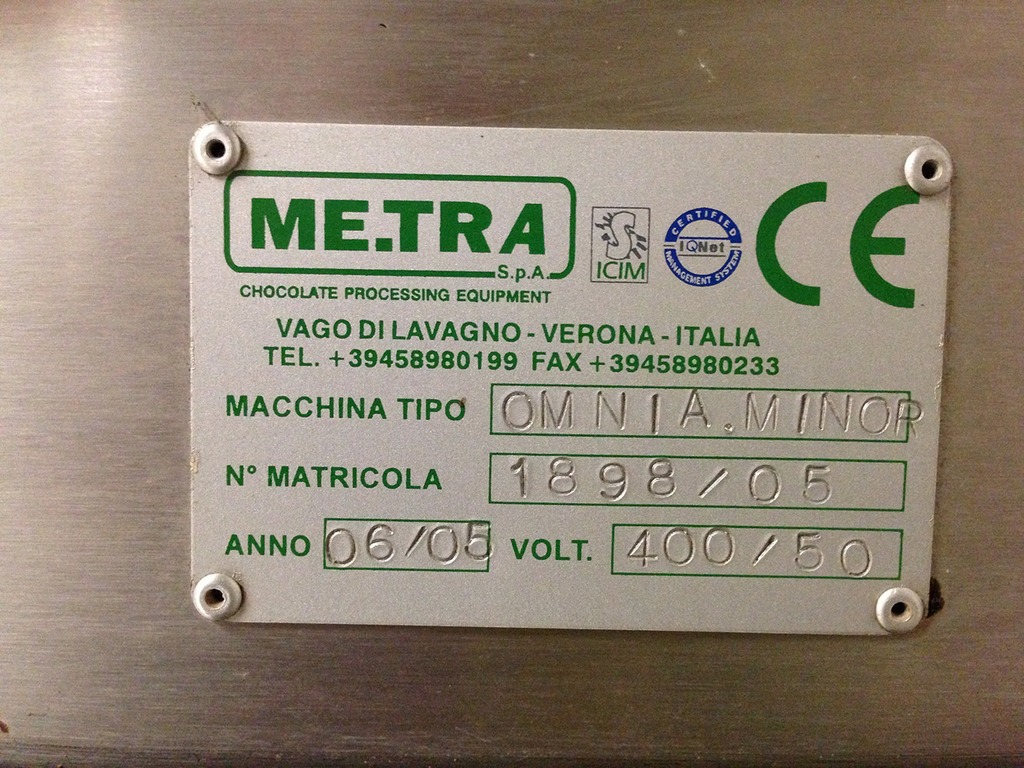 ME.TRA
S.p.A.
CHOCOLATE PROCESSING EQUIPMENT
ICIM
CERTIFIED
IQNet
MANAGEMENT SYSTEM
CE
VAGO DI LAVAGNO - VERONA - ITALIA
TEL. +39458980199 FAX +39458980233
MACCHINA TIPO OMNIA.MINOR
N° MATRICOLA 1898/05
ANNO 06/05 VOLT. 400/50